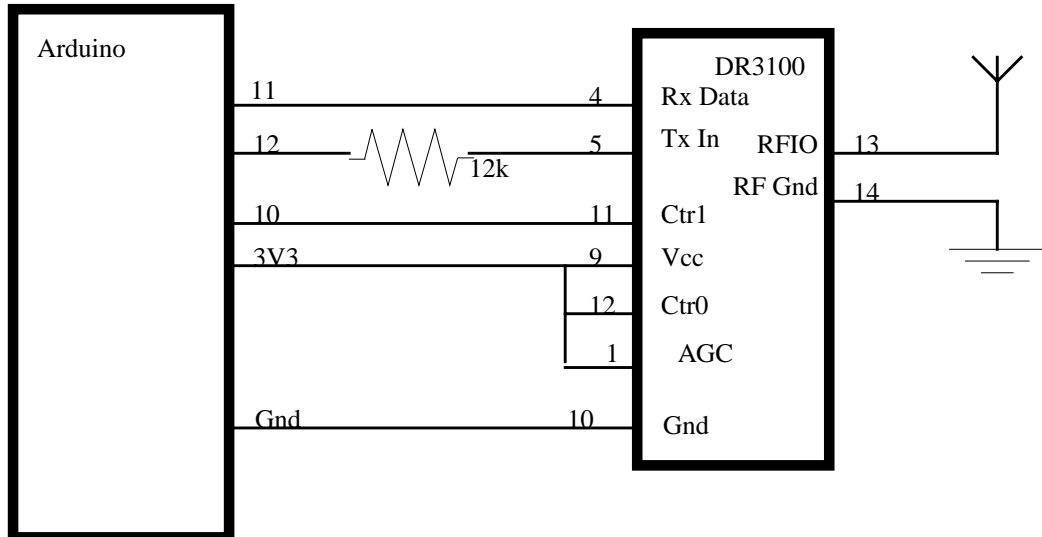 Arduino
DR3100
11 4 Rx Data
12 12k 5 Tx In RFIO 13
RF Gnd 14
10 11 Ctr1
3V3 9 Vcc
12 Ctr0
1 AGC
Gnd 10 Gnd